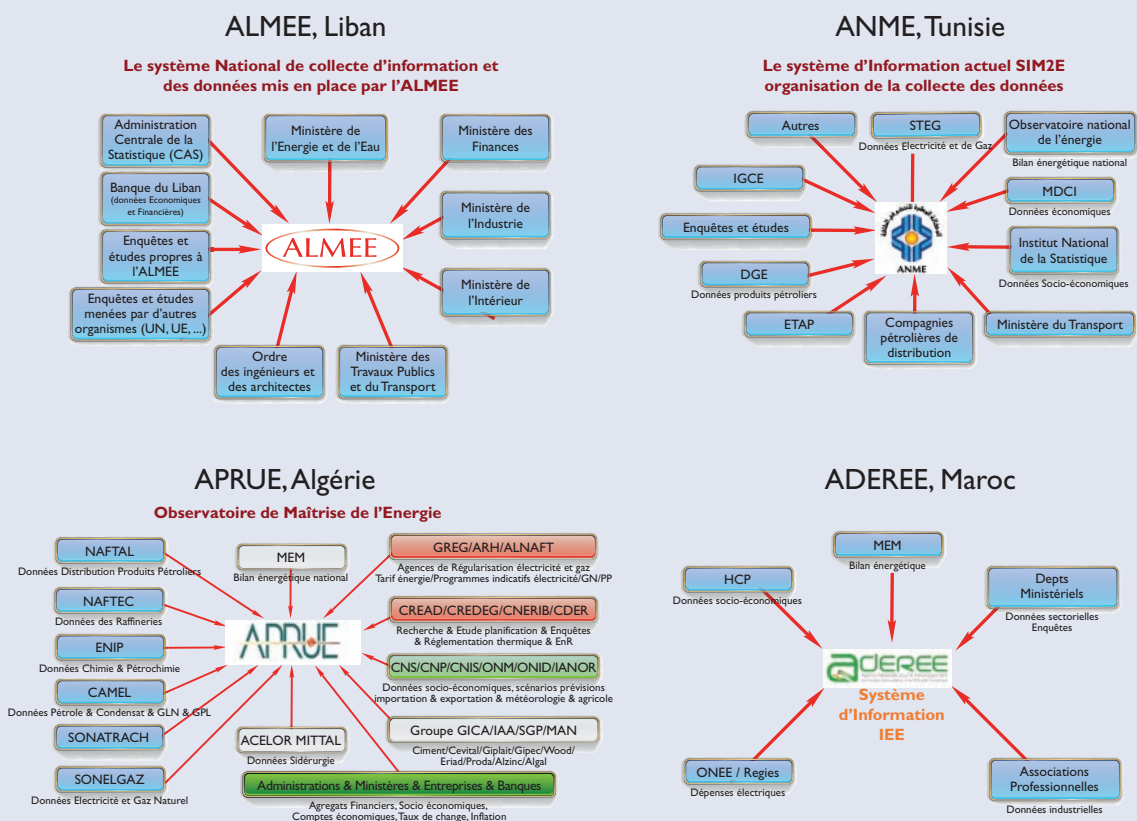 ALMEE, Liban
Le système National de collecte d'information et
des données mis en place par l'ALMEE
Administration
Centrale de la
Statistique (CAS)
Ministère de
l'Energie et de l'Eau
Ministère des
Finances
Banque du Liban
(données Economiques
et Financières)
Ministère de
l'Industrie
ALMEE
Enquêtes et
études propres à
l'ALMEE
Enquêtes et études
menées par d'autres
organismes (UN, UE, ...)
Ministère de
l'Intérieur
Ordre
des ingénieurs et
des architectes
Ministère des
Travaux Publics
et du Transport
ANME, Tunisie
Le système d'Information actuel SIM2E
organisation de la collecte des données
Autres
STEG
Données Electricité et de Gaz
Observatoire national
de l'énergie
Bilan énergétique national
IGCE
MDCI
Données économiques
Enquêtes et études
ANME
Institut National
de la Statistique
Données Socio-économiques
DGE
Données produits pétroliers
ETAP
Compagnies
pétrolières de
distribution
Ministère du Transport
APRUE, Algérie
Observatoire de Maîtrise de l'Energie
NAFTAL
Données Distribution Produits Pétroliers
MEM
Bilan énergétique national
GREG/ARH/ALNAFT
Agences de Régularisation électricité et gaz
Tarif énergie/Programmes indicatifs électricité/GN/PP
NAFTEC
Données des Raffineries
CREAD/CREDEG/CNERIB/CDER
Recherche & Etude planification & Enquêtes
& Réglementation thermique & EnR
APRUE
ENIP
Données Chimie & Pétrochimie
CNS/CNP/CNIS/ONM/ONID/IANOR
Données socio-économiques, scénarios prévisions
importation & exportation & météorologie & agricole
CAMEL
Données Pétrole & Condensat & GLN & GPL
SONATRACH
ACELOR MITTAL
Données Sidérurgie
Groupe GICA/IAA/SGP/MAN
Ciment/Cevital/Giplait/Gipec/Wood/
Eriad/Proda/Alzinc/Algal
SONELGAZ
Données Electricité et Gaz Naturel
Administrations & Ministères & Entreprises & Banques
Agregats Financiers, Socio économiques,
Comptes économiques, Taux de change, Inflation
ADEREE, Maroc
MEM
Bilan énergétique
HCP
Données socio-économiques
Depts
Ministériels
Données sectorielles
Enquêtes
aDEREE
Système
d'Information
IEE
ONEE / Regies
Dépenses électriques
Associations
Professionnelles
Données industrielles